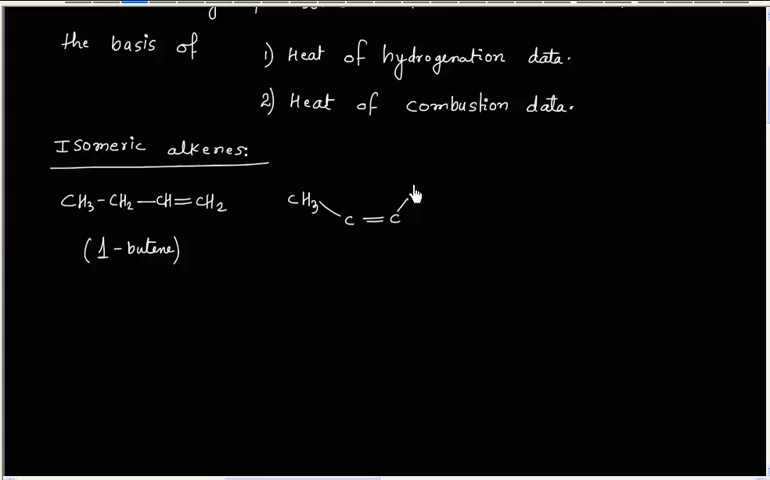 the basis of 1) Heat of hydrogenation data.
2) Heat of combustion data.
Isomeric alkenes:
CH3-CH2-CH=CH2 CH3 C=C
(1-butene)